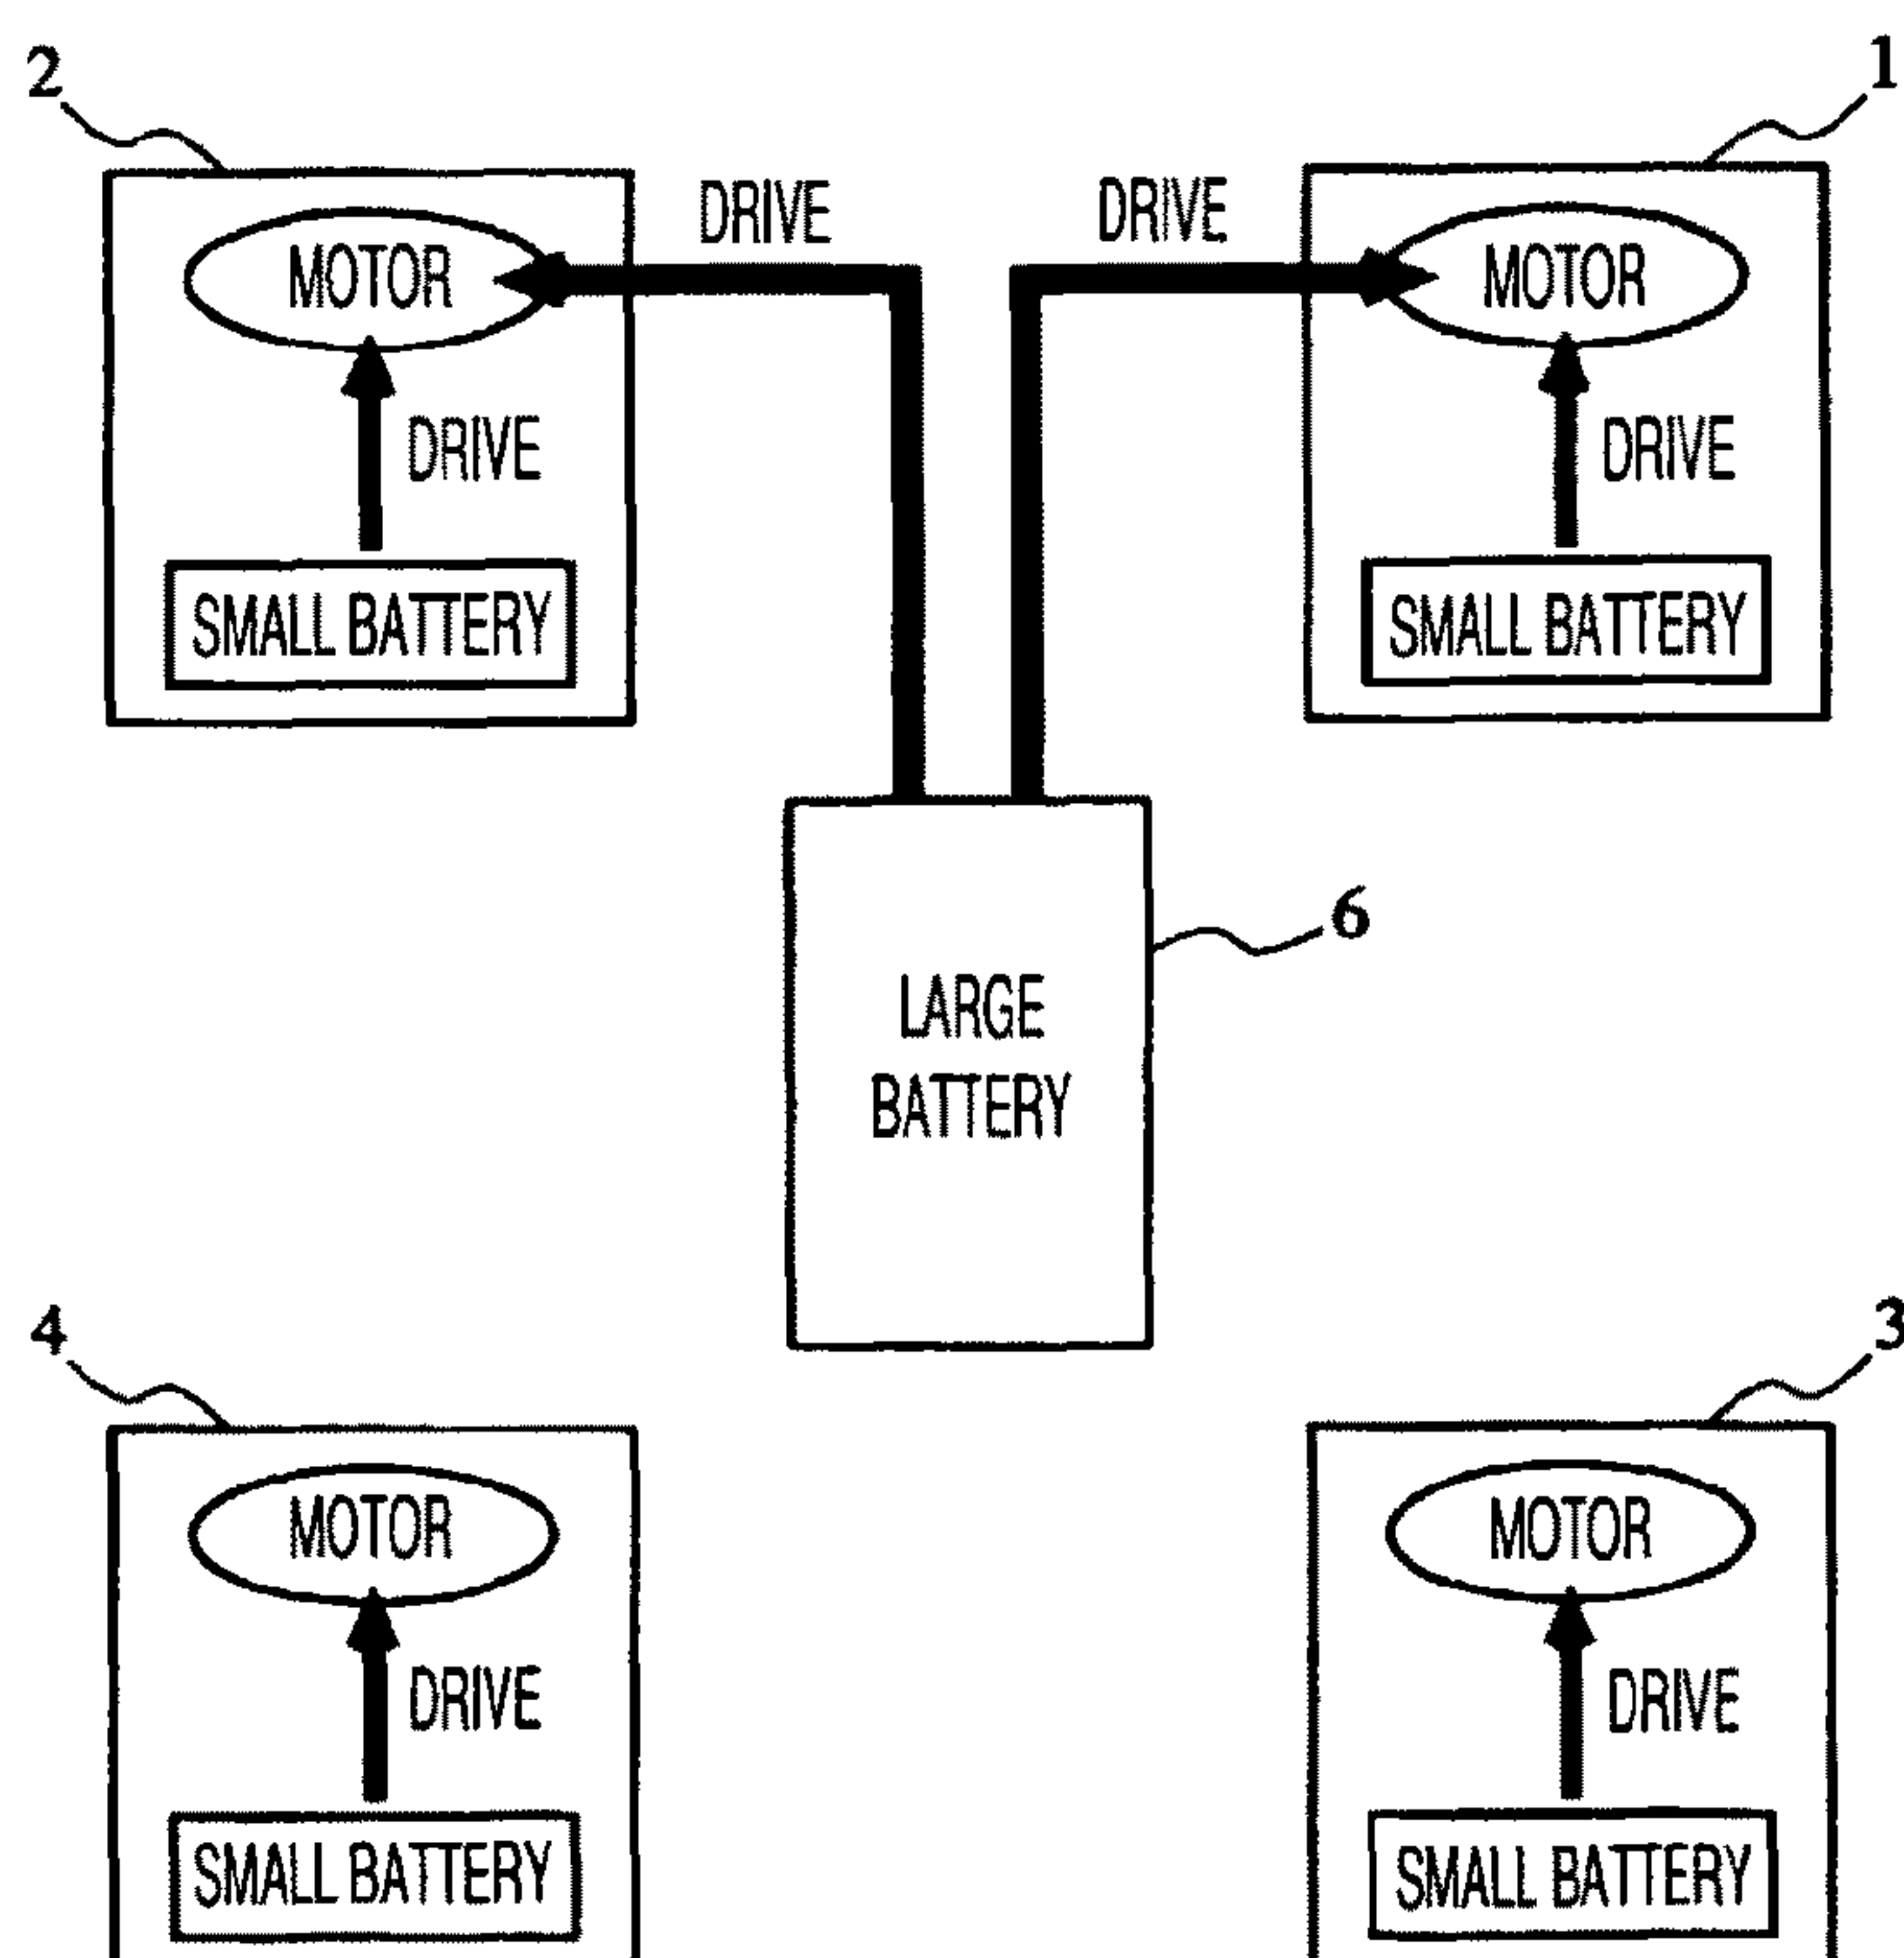 2
1
DRIVE
DRIVE
MOTOR
MOTOR
DRIVE
DRIVE
SMALL BATTERY
SMALL BATTERY
6
LARGE
BATTERY
4
3
MOTOR
MOTOR
DRIVE
DRIVE
SMALL BATTERY
SMALL BATTERY